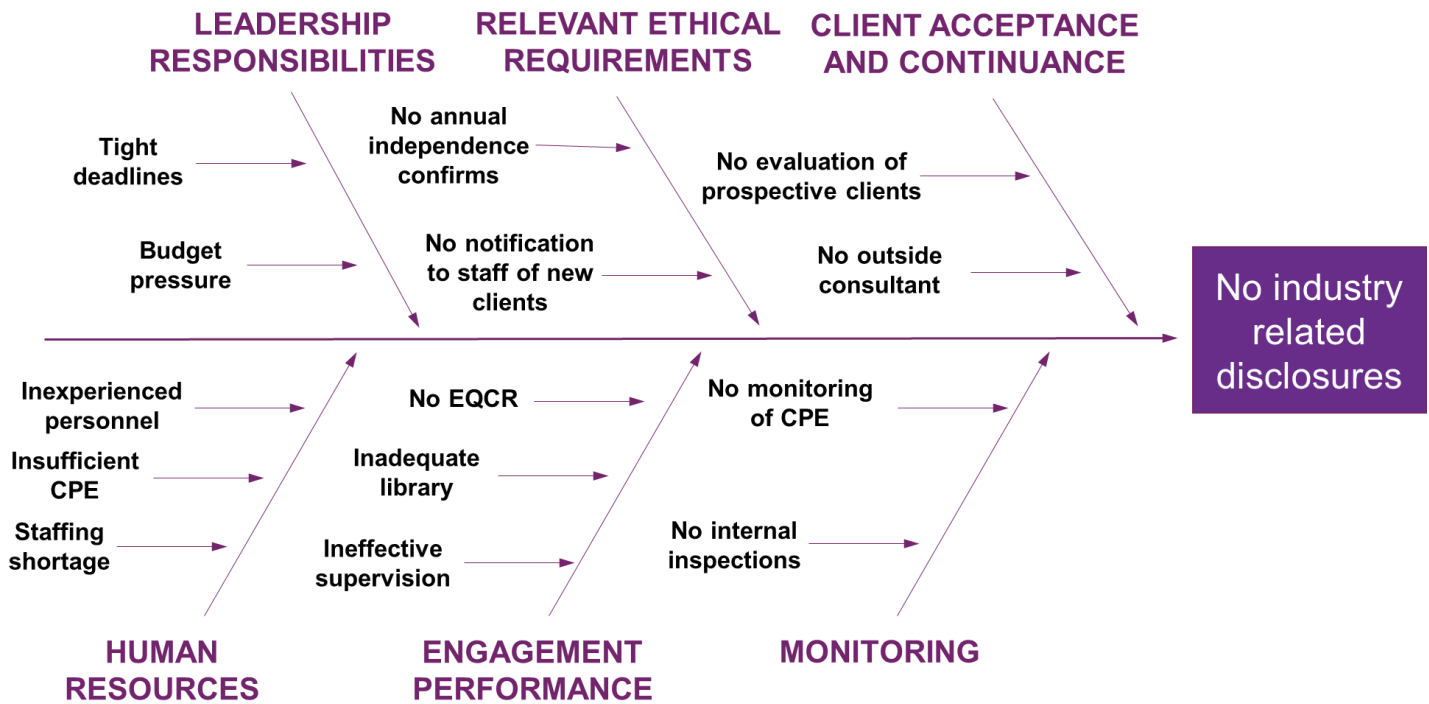 LEADERSHIP
RESPONSIBILITIES
RELEVANT ETHICAL
REQUIREMENTS
CLIENT ACCEPTANCE
AND CONTINUANCE
Tight
deadlines
Budget
pressure
No annual
independence
confirms
No notification
to staff of new
clients
No evaluation of
prospective clients
No outside
consultant
No industry
related
disclosures
Inexperienced
personnel
Insufficient
CPE
Staffing
shortage
No EQCR
Inadequate
library
Ineffective
supervision
No monitoring
of CPE
No internal
inspections
HUMAN
RESOURCES
ENGAGEMENT
PERFORMANCE
MONITORING